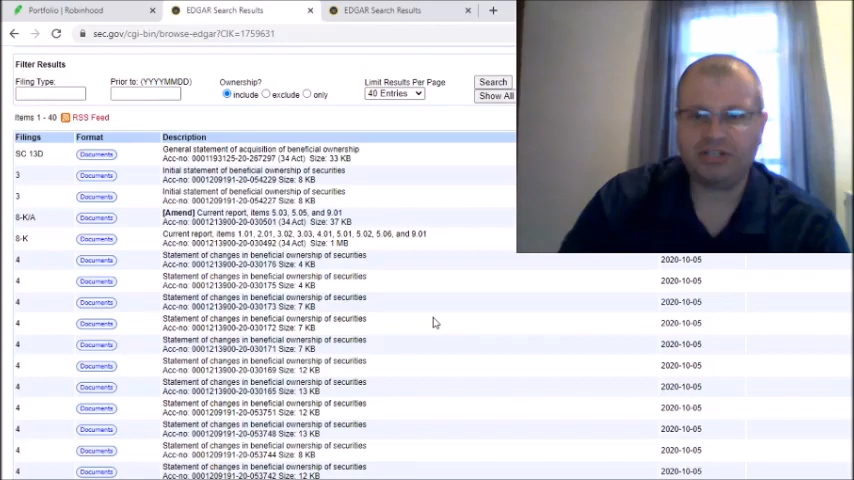 Portfolio | Robinhood
EDGAR Search Results
EDGAR Search Results
sec.gov/cgi-bin/browse-edgar?CIK=1759631
Filter Results
Filing Type:
Prior to: (YYYYMMDD)
Ownership?
include exclude only
Limit Results Per Page
40 Entries
Search
Show All
Items 1 - 40 RSS Feed
Filings Format Description
SC 13D Documents General statement of acquisition of beneficial ownership
Acc-no: 0001193125-20-267297 (34 Act) Size: 33 KB
3 Documents Initial statement of beneficial ownership of securities
Acc-no: 0001209191-20-054229 Size: 8 KB
3 Documents Initial statement of beneficial ownership of securities
Acc-no: 0001209191-20-054227 Size: 8 KB
8-K/A Documents [Amend] Current report, items 5.03, 5.05, and 9.01
Acc-no: 0001213900-20-030501 (34 Act) Size: 37 KB
8-K Documents Current report, items 1.01, 2.01, 3.02, 3.03, 4.01, 5.01, 5.02, 5.06, and 9.01
Acc-no: 0001213900-20-030492 (34 Act) Size: 1 MB
4 Documents Statement of changes in beneficial ownership of securities 2020-10-05
Acc-no: 0001213900-20-030176 Size: 4 KB
4 Documents Statement of changes in beneficial ownership of securities 2020-10-05
Acc-no: 0001213900-20-030175 Size: 4 KB
4 Documents Statement of changes in beneficial ownership of securities 2020-10-05
Acc-no: 0001213900-20-030173 Size: 7 KB
4 Documents Statement of changes in beneficial ownership of securities 2020-10-05
Acc-no: 0001213900-20-030172 Size: 7 KB
4 Documents Statement of changes in beneficial ownership of securities 2020-10-05
Acc-no: 0001213900-20-030171 Size: 7 KB
4 Documents Statement of changes in beneficial ownership of securities 2020-10-05
Acc-no: 0001213900-20-030169 Size: 12 KB
4 Documents Statement of changes in beneficial ownership of securities 2020-10-05
Acc-no: 0001213900-20-030165 Size: 13 KB
4 Documents Statement of changes in beneficial ownership of securities 2020-10-05
Acc-no: 0001209191-20-053751 Size: 12 KB
4 Documents Statement of changes in beneficial ownership of securities 2020-10-05
Acc-no: 0001209191-20-053748 Size: 13 KB
4 Documents Statement of changes in beneficial ownership of securities 2020-10-05
Acc-no: 0001209191-20-053744 Size: 8 KB
4 Documents Statement of changes in beneficial ownership of securities 2020-10-05
Acc-no: 0001209191-20-053742 Size: 12 KB